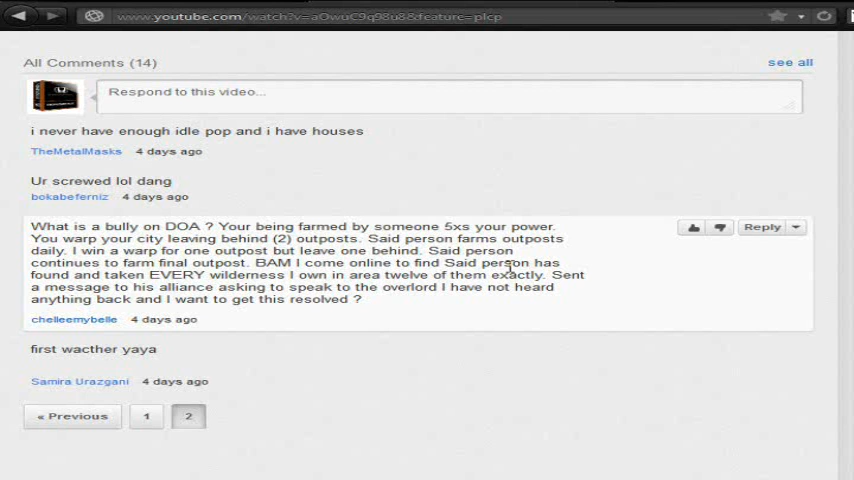 www.youtube.com/watch?v=aOwuC9q98u8&feature=plcp
All Comments (14)
see all
Respond to this video...
i never have enough idle pop and i have houses
TheMetalMasks 4 days ago
Ur screwed lol dang
bokabeferniz 4 days ago
What is a bully on DOA ? Your being farmed by someone 5xs your power.
You warp your city leaving behind (2) outposts. Said person farms outposts
daily. I win a warp for one outpost but leave one behind. Said person
continues to farm final outpost. BAM I come online to find Said person has
found and taken EVERY wilderness I own in area twelve of them exactly. Sent
a message to his alliance asking to speak to the overlord I have not heard
anything back and I want to get this resolved ?
Reply
chelleemybelle 4 days ago
first wacther yaya
Samira Urazgani 4 days ago
« Previous 1 2